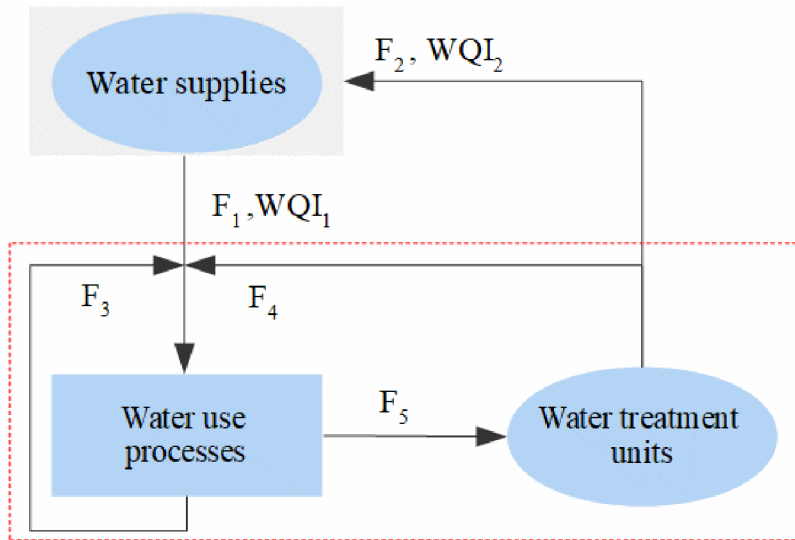 Water supplies
F₂, WQI₂
F₁,WQI₁
F₃
F₄
Water use
processes
F₅
Water treatment
units